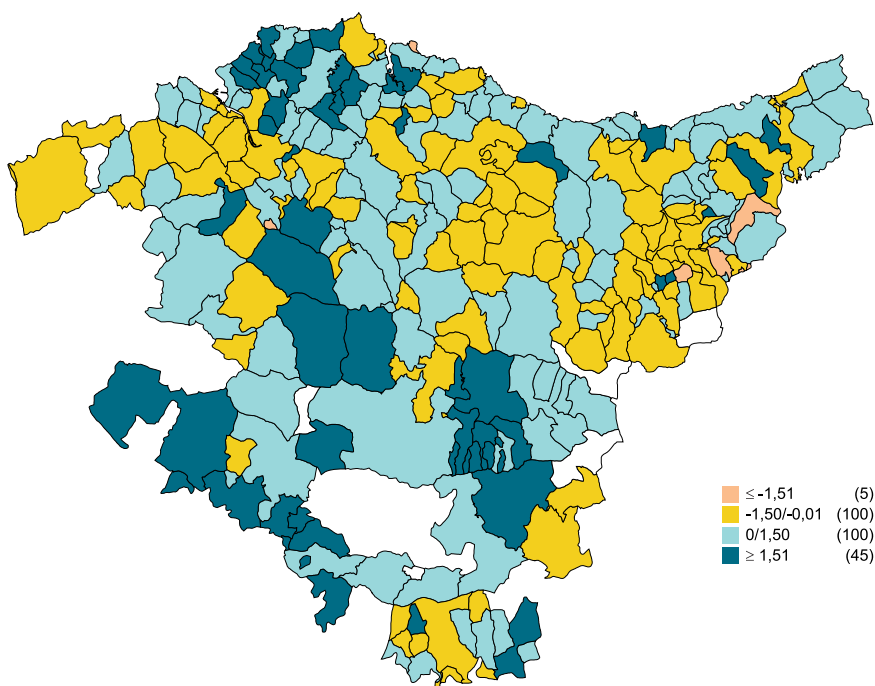 ≤ -1,51 (5)
-1,50/-0,01 (100)
0/1,50 (100)
≥ 1,51 (45)